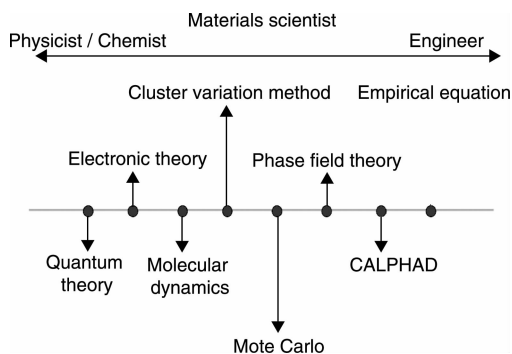 Materials scientist
Physicist / Chemist
Engineer
Cluster variation method
Empirical equation
Electronic theory
Phase field theory
Quantum
theory
Molecular
dynamics
CALPHAD
Mote Carlo